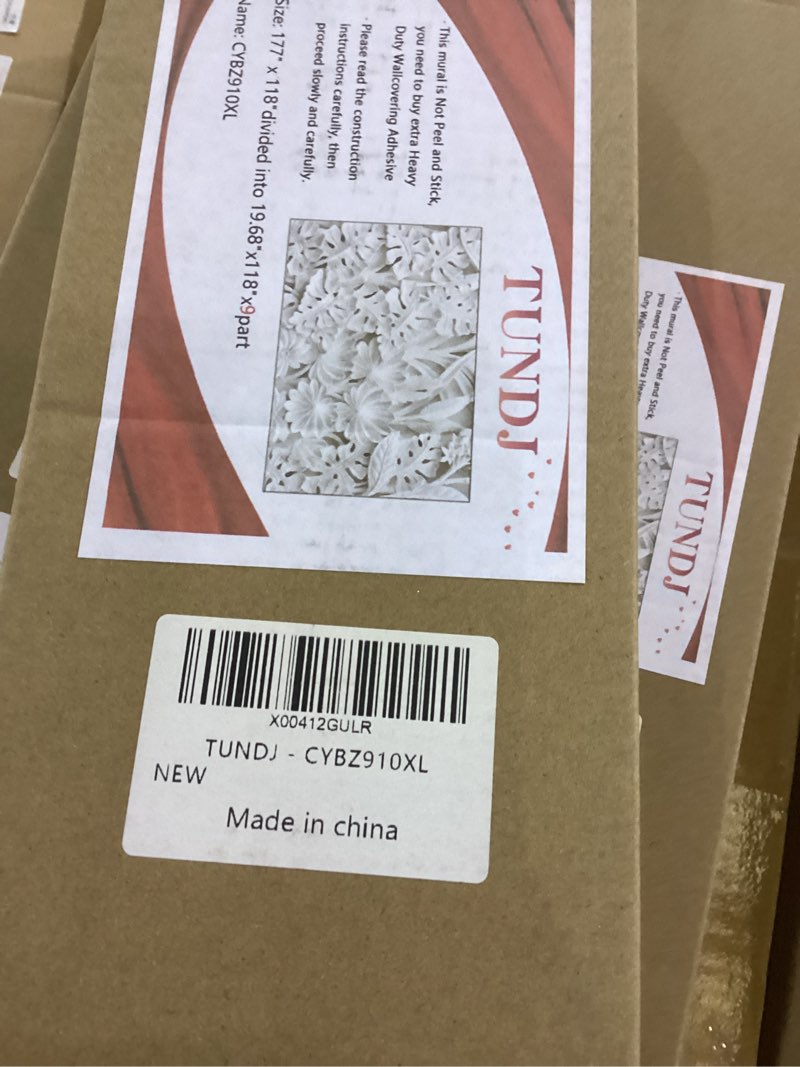 TUNDJ
· This mural is Not Peel and Stick,
you need to buy extra Heavy
Duty Wallcovering Adhesive
· Please read the construction
instructions carefully, then
proceed slowly and carefully.
Size: 177" x 118"divided into 19.68"x118"x9part
Name: CYBZ910XL
X00412GULR
TUNDJ - CYBZ910XL
NEW
Made in china
TUNDJ
· This mural is Not Peel and Stick,
you need to buy extra
Duty